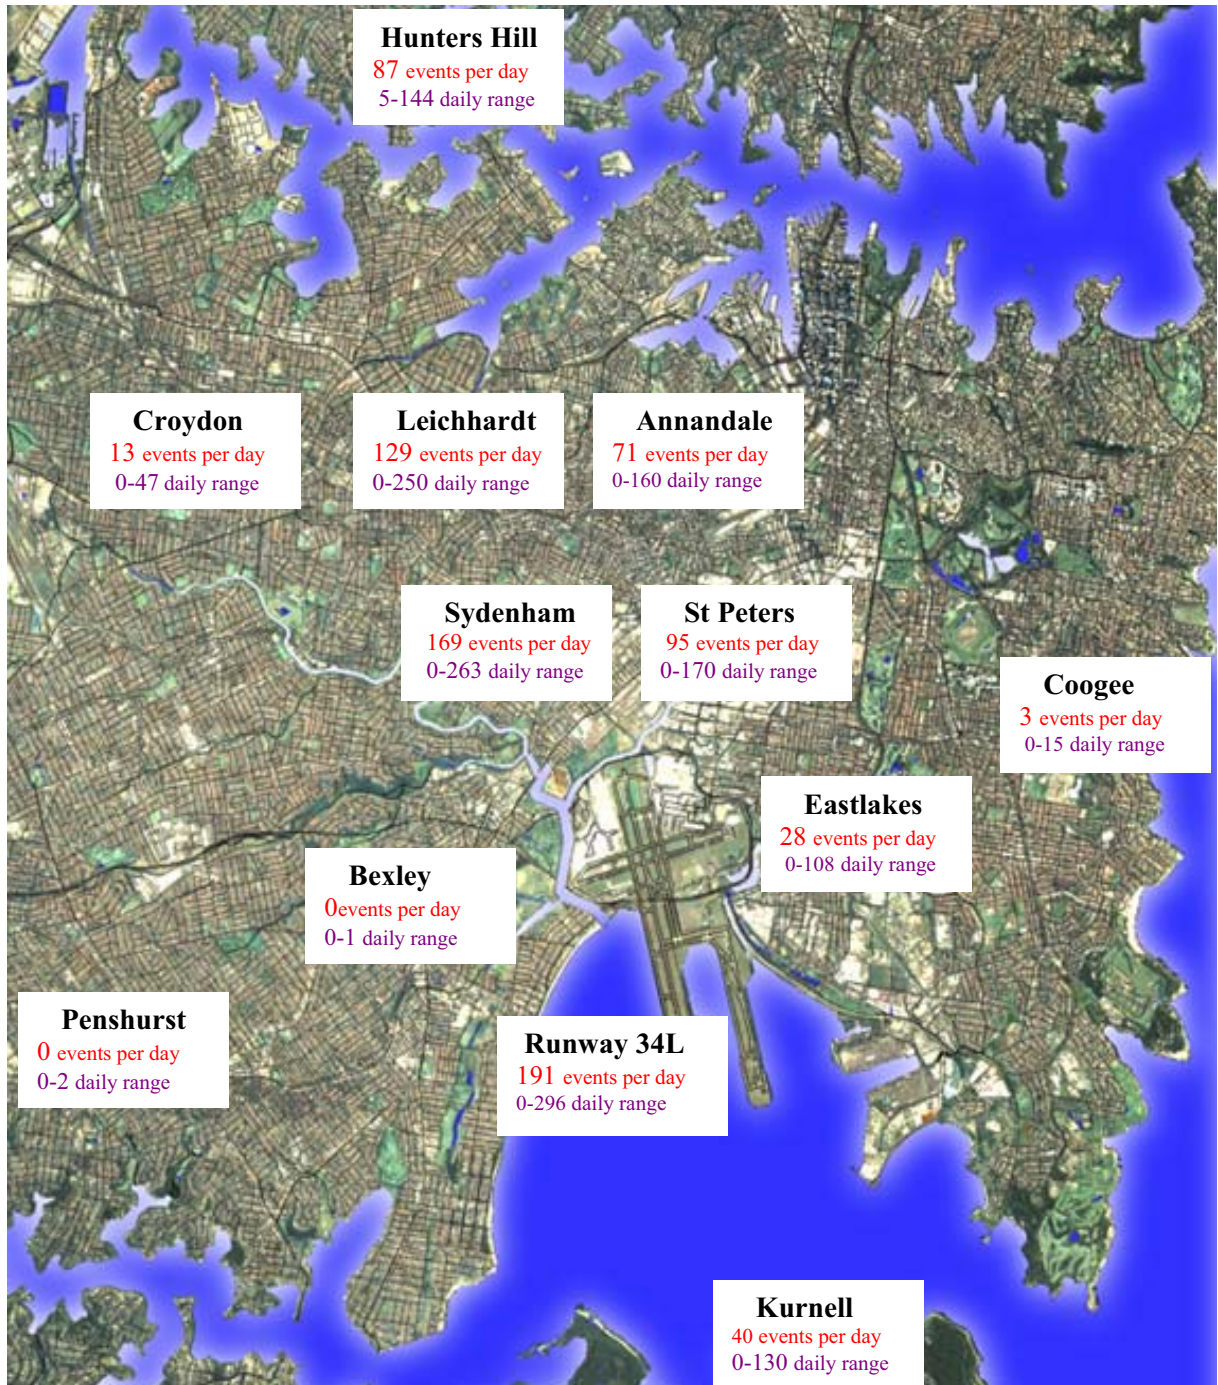 Hunters Hill
87 events per day
5-144 daily range
Croydon
13 events per day
0-47 daily range
Leichhardt
129 events per day
0-250 daily range
Annandale
71 events per day
0-160 daily range
Sydenham
169 events per day
0-263 daily range
St Peters
95 events per day
0-170 daily range
Coogee
3 events per day
0-15 daily range
Eastlakes
28 events per day
0-108 daily range
Bexley
0events per day
0-1 daily range
Penshurst
0 events per day
0-2 daily range
Runway 34L
191 events per day
0-296 daily range
Kurnell
40 events per day
0-130 daily range